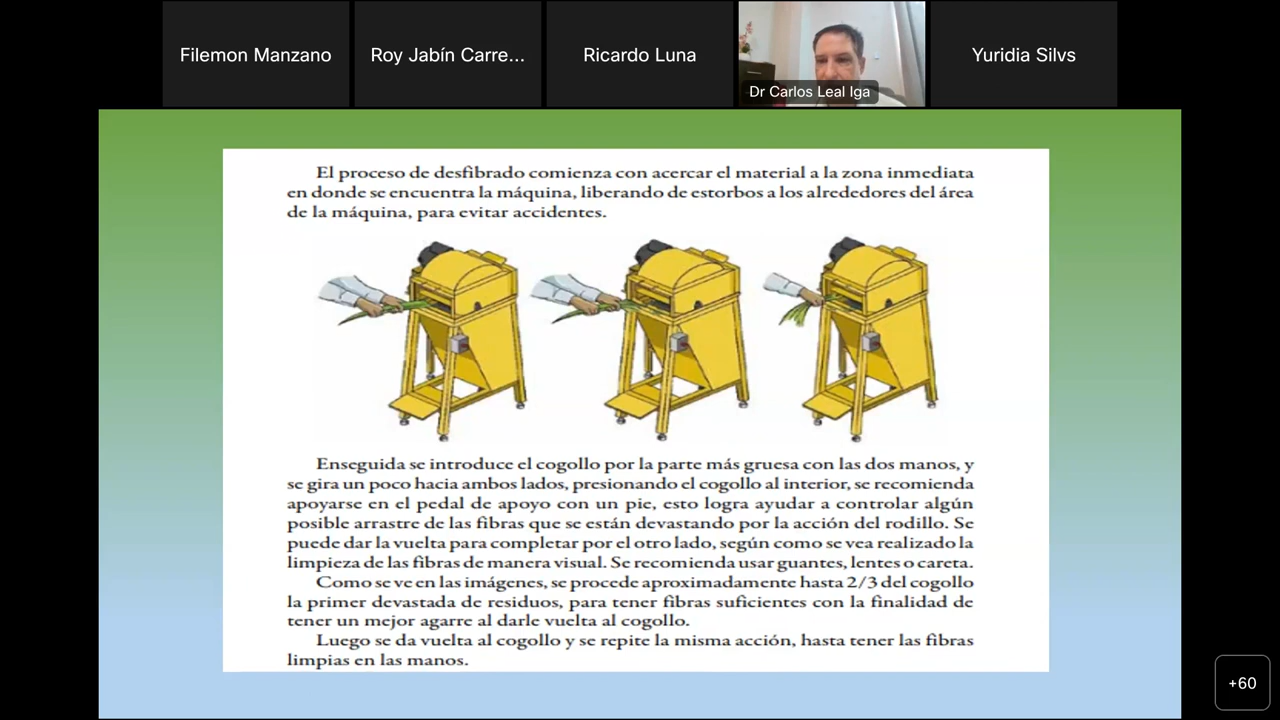 Filemon Manzano
Roy Jabín Carre...
Ricardo Luna
Dr Carlos Leal Iga
Yuridia Silvs
El proceso de desfibrado comienza con acercar el material a la zona inmediata
en donde se encuentra la máquina, liberando de estorbos a los alrededores del área
de la máquina, para evitar accidentes.
Enseguida se introduce el cogollo por la parte más gruesa con las dos manos, y
se gira un poco hacia ambos lados, presionando el cogollo al interior, se recomienda
apoyarse en el pedal de apoyo con un pie, esto logra ayudar a controlar algún
posible arrastre de las fibras que se están devastando por la acción del rodillo. Se
puede dar la vuelta para completar por el otro lado, según como se vea realizado la
limpieza de las fibras de manera visual. Se recomienda usar guantes, lentes o careta.
Como se ve en las imágenes, se procede aproximadamente hasta 2/3 del cogollo
la primer devastada de residuos, para tener fibras suficientes con la finalidad de
tener un mejor agarre al darle vuelta al cogollo.
Luego se da vuelta al cogollo y se repite la misma acción, hasta tener las fibras
limpias en las manos.
+60